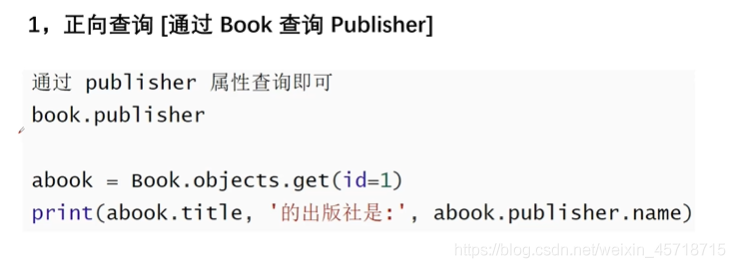 1，正向查询 [通过 Book 查询 Publisher]
通过 publisher 属性查询即可
book.publisher
abook = Book.objects.get(id=1)
print(abook.title, '的出版社是:', abook.publisher.name)
https://blog.csdn.net/weixin_45718715